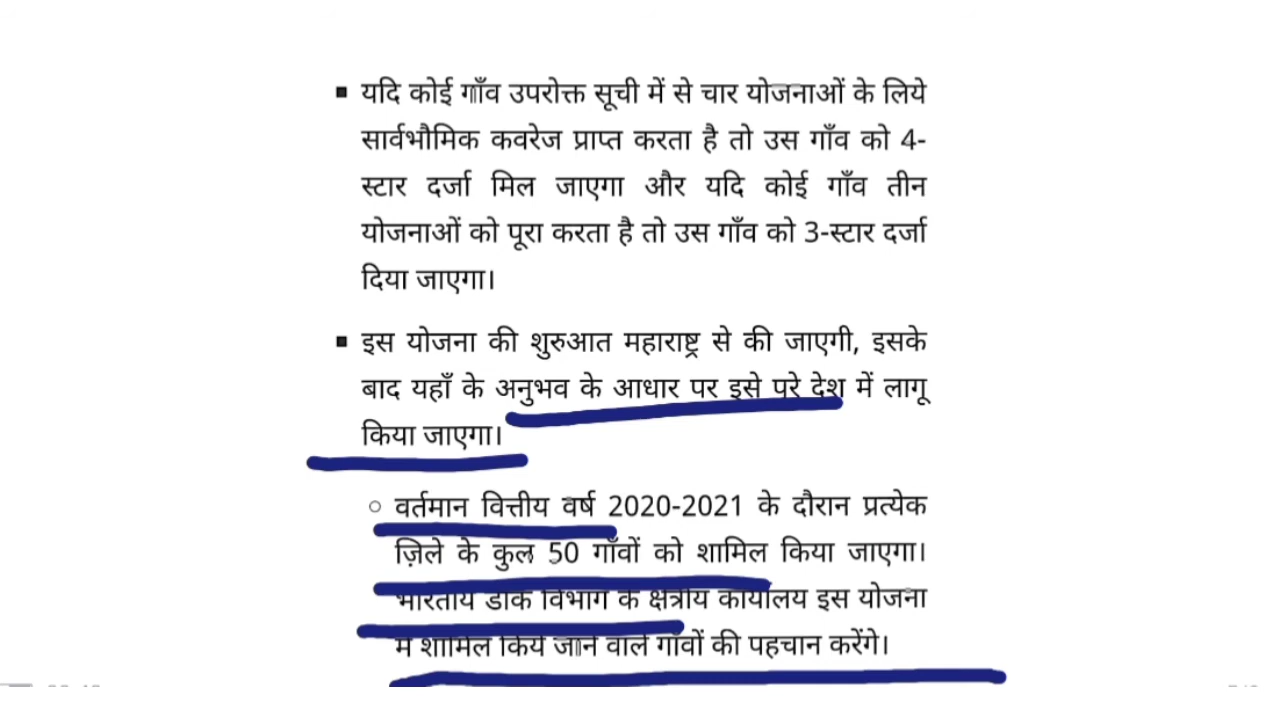 यदि कोई गाँव उपरोक्त सूची में से चार योजनाओं के लिये
सार्वभौमिक कवरेज प्राप्त करता है तो उस गाँव को 4-
स्टार दर्जा मिल जाएगा और यदि कोई गाँव तीन
योजनाओं को पूरा करता है तो उस गाँव को 3-स्टार दर्जा
दिया जाएगा।
इस योजना की शुरुआत महाराष्ट्र से की जाएगी, इसके
बाद यहाँ के अनुभव के आधार पर इसे पूरे देश में लागू
किया जाएगा।
वर्तमान वित्तीय वर्ष 2020-2021 के दौरान प्रत्येक
ज़िले के कुल 50 गाँवों को शामिल किया जाएगा।
भारतीय डाक विभाग के क्षेत्रीय कार्यालय इस योजना
में शामिल किये जाने वाले गाँवों की पहचान करेंगे।